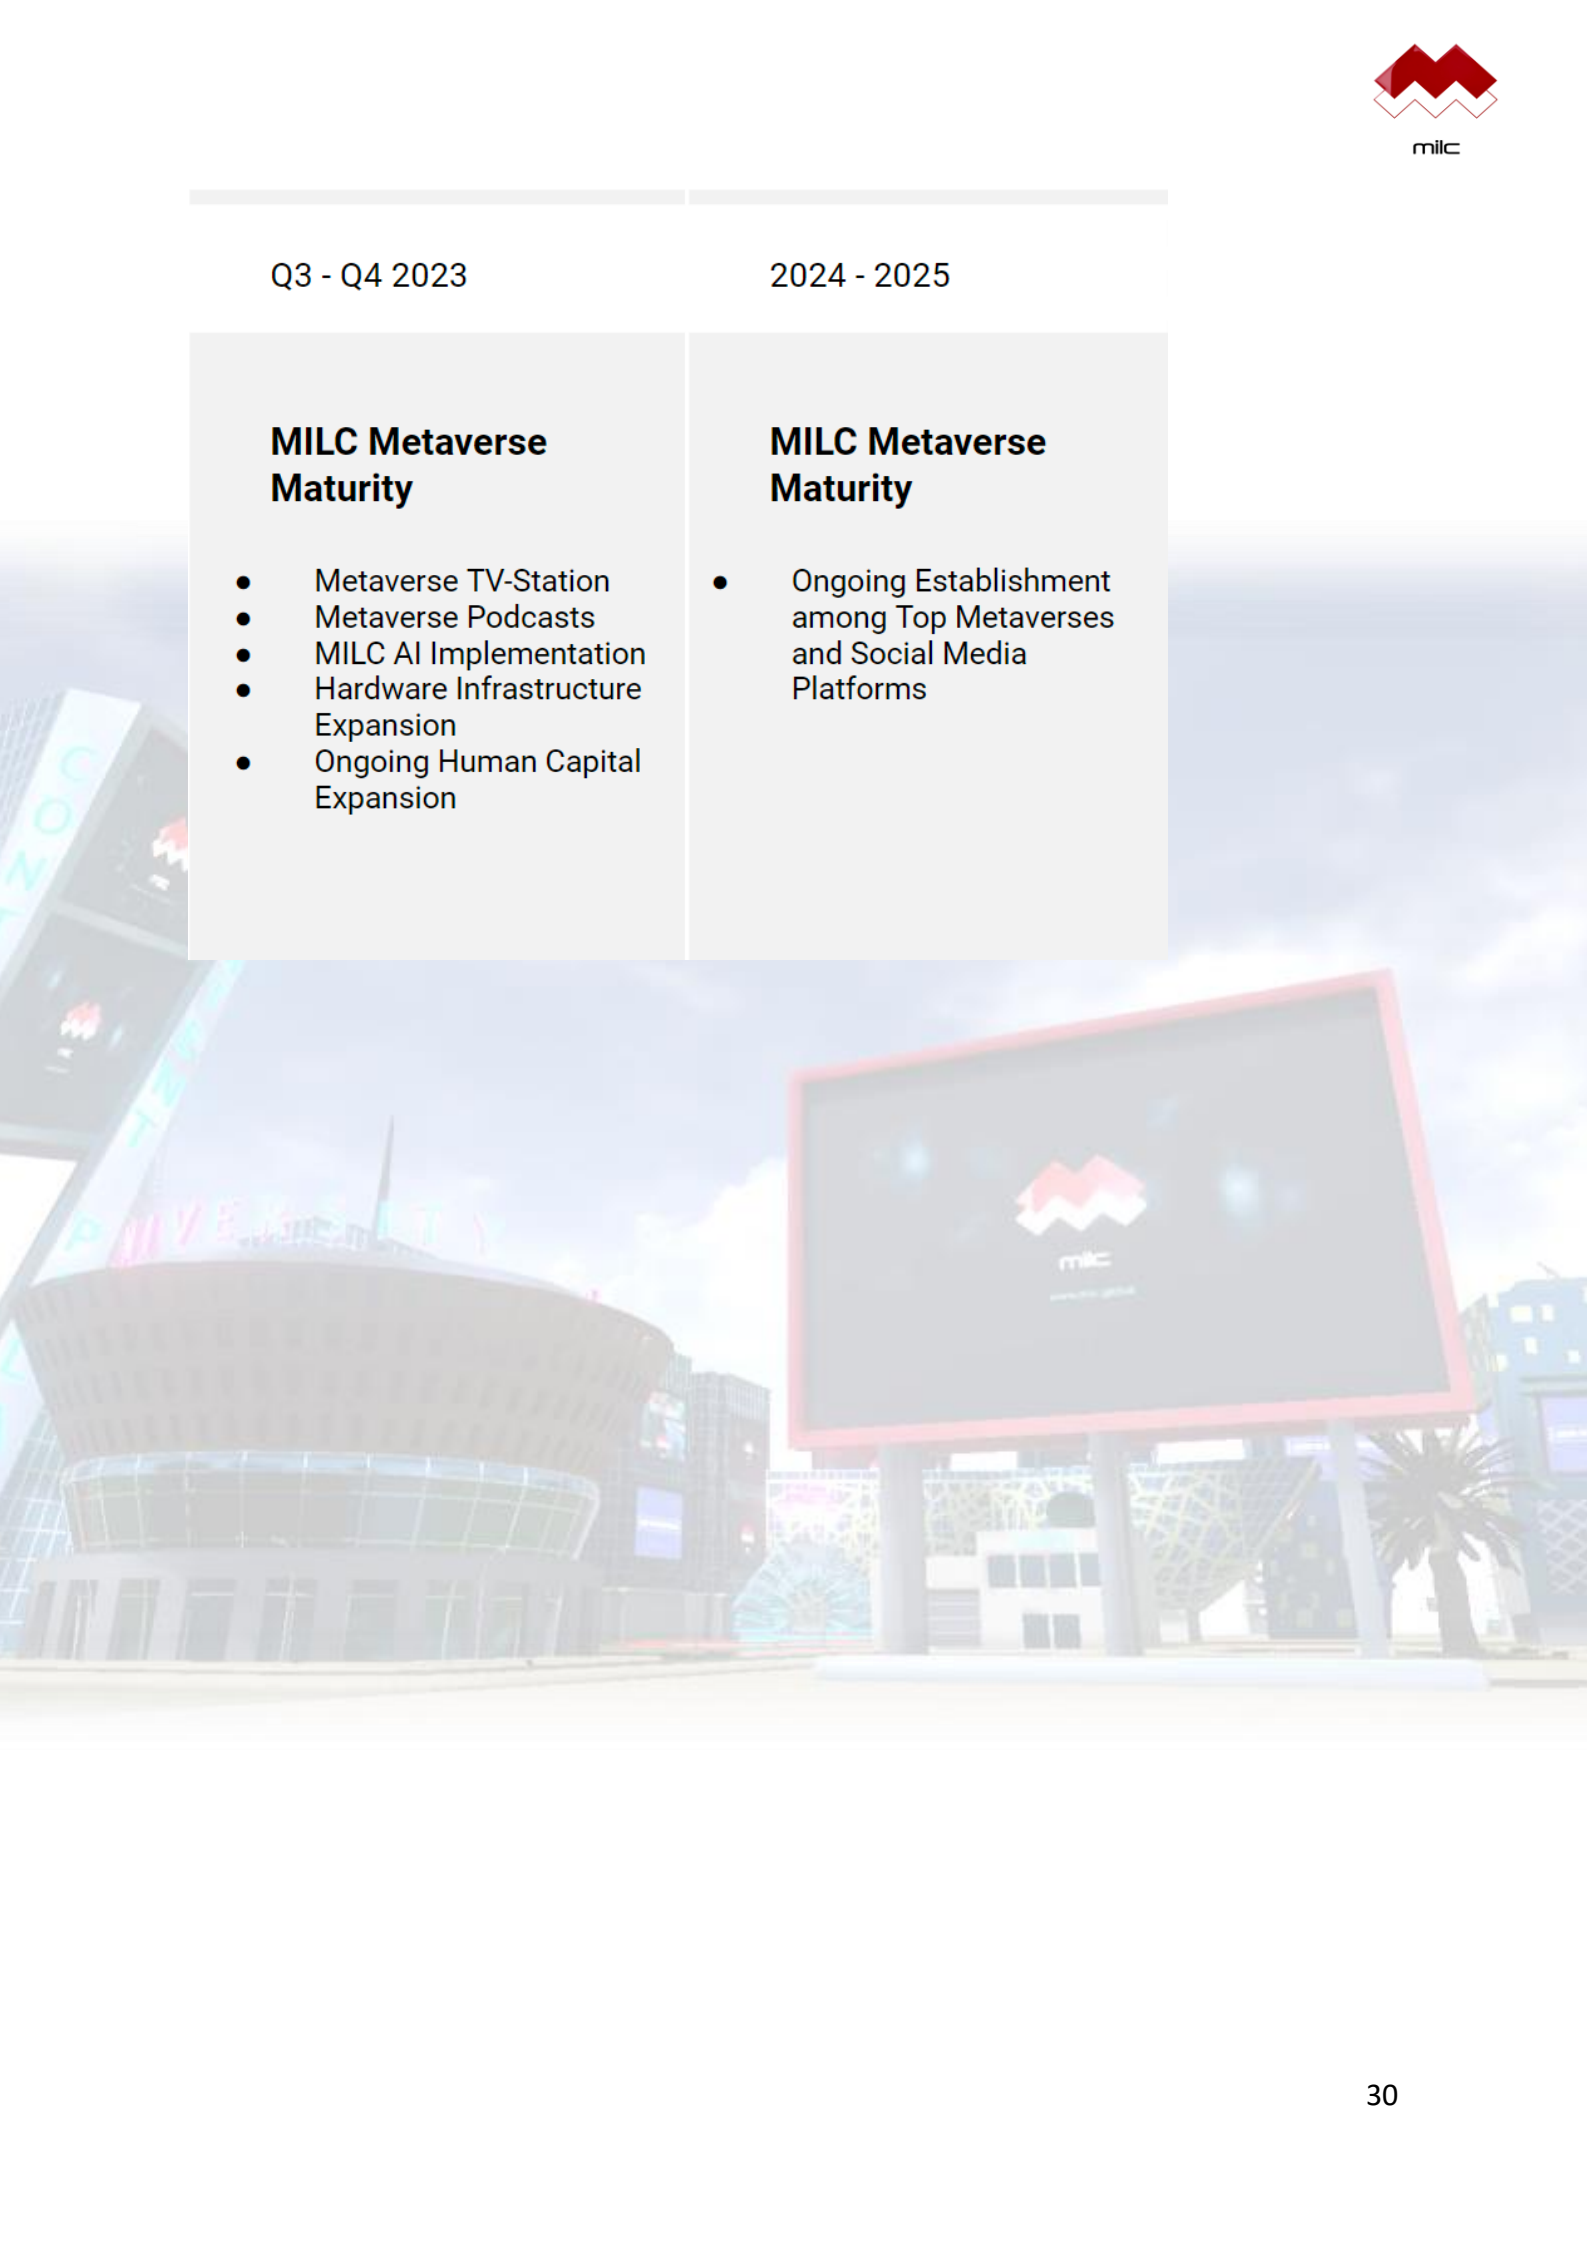 milc
Q3 - Q4 2023
2024 - 2025
MILC Metaverse
Maturity
● Metaverse TV-Station
● Metaverse Podcasts
● MILC AI Implementation
● Hardware Infrastructure
Expansion
● Ongoing Human Capital
Expansion
MILC Metaverse
Maturity
● Ongoing Establishment
among Top Metaverses
and Social Media
Platforms
milc
30